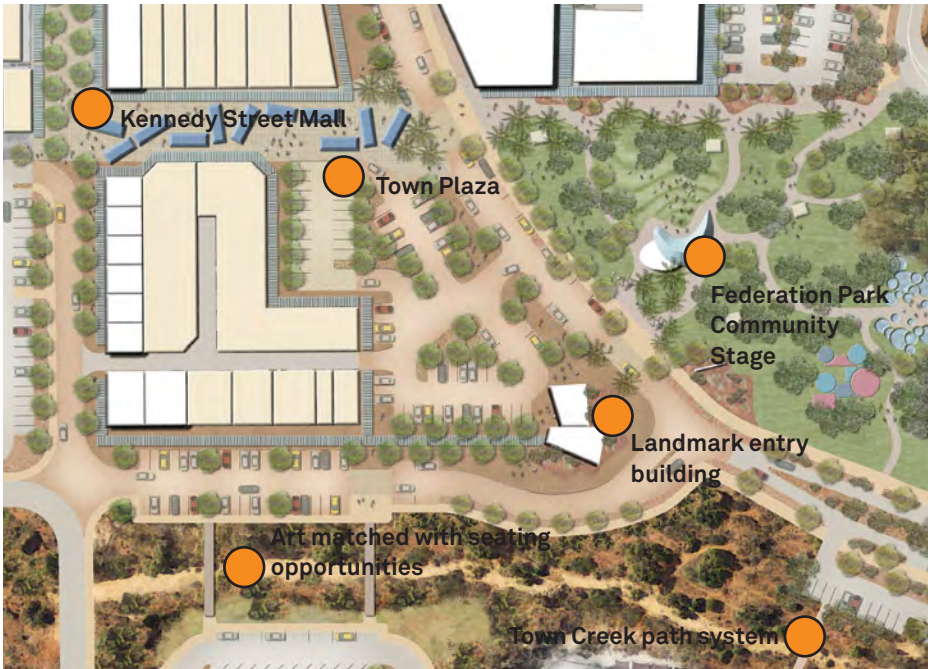 Kennedy Street Mall
Town Plaza
Federation Park
Community
Stage
Landmark entry
building
Art matched with seating
opportunities
Town Creek path system